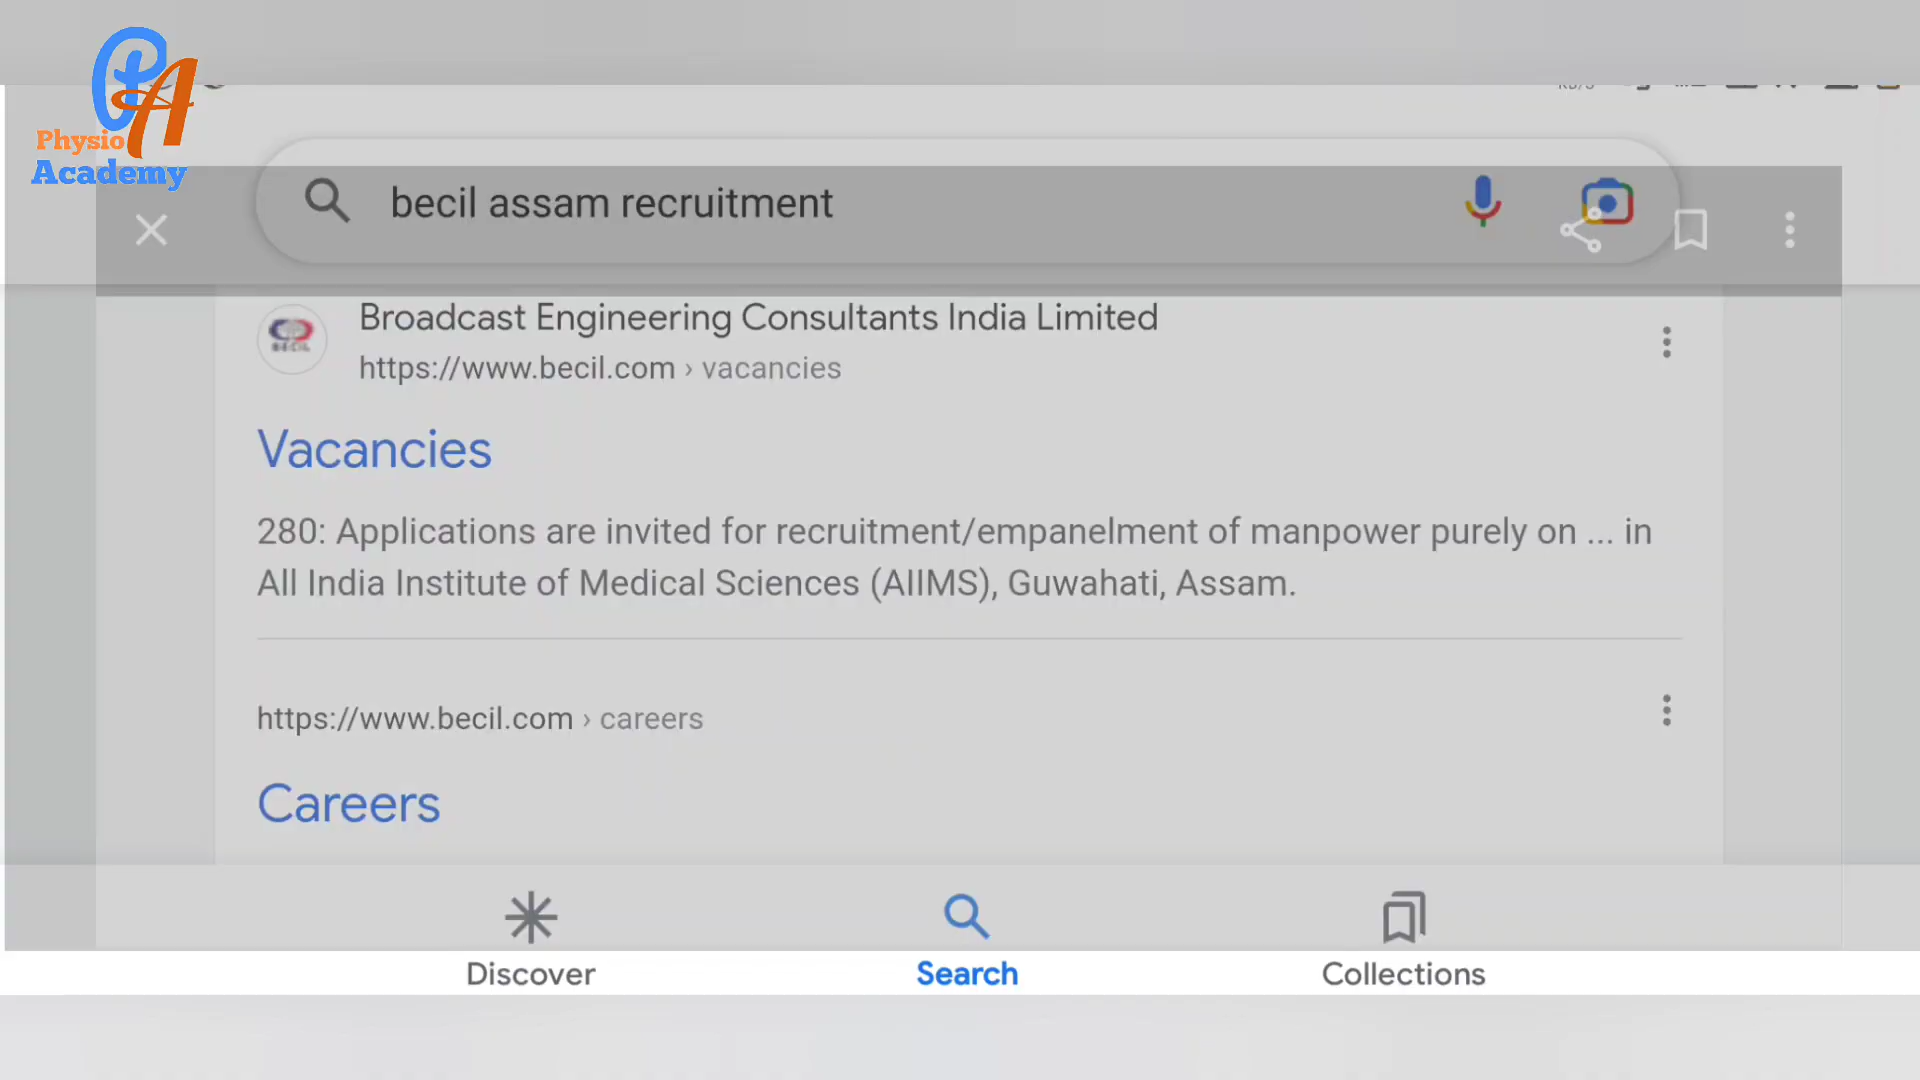 Physio
Academy
becil assam recruitment
BECIL
Broadcast Engineering Consultants India Limited
https://www.becil.com › vacancies
Vacancies
280: Applications are invited for recruitment/empanelment of manpower purely on ... in
All India Institute of Medical Sciences (AIIMS), Guwahati, Assam.
https://www.becil.com › careers
Careers
Discover
Search
Collections